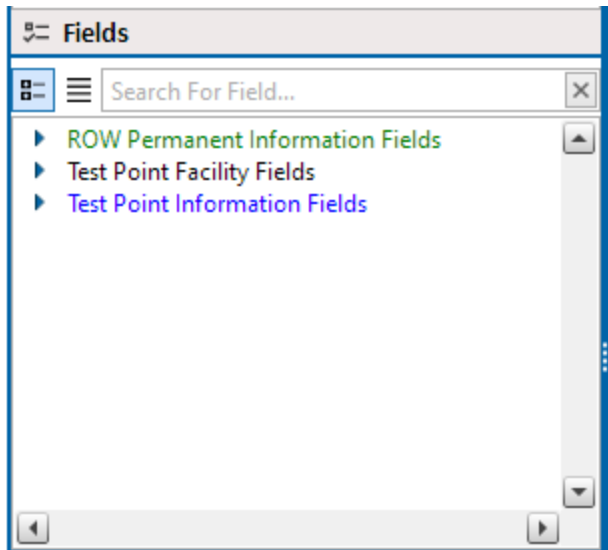 Fields
Search For Field...
ROW Permanent Information Fields
Test Point Facility Fields
Test Point Information Fields